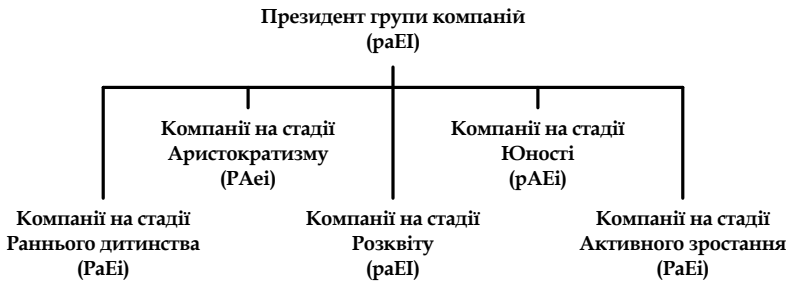 Президент групи компаній
(paEI)
Компанії на стадії
Аристократизму
(PAei)
Компанії на стадії
Юності
(pAEi)
Компанії на стадії
Раннього дитинства
(PaEi)
Компанії на стадії
Розквіту
(paEI)
Компанії на стадії
Активного зростання
(PaEi)